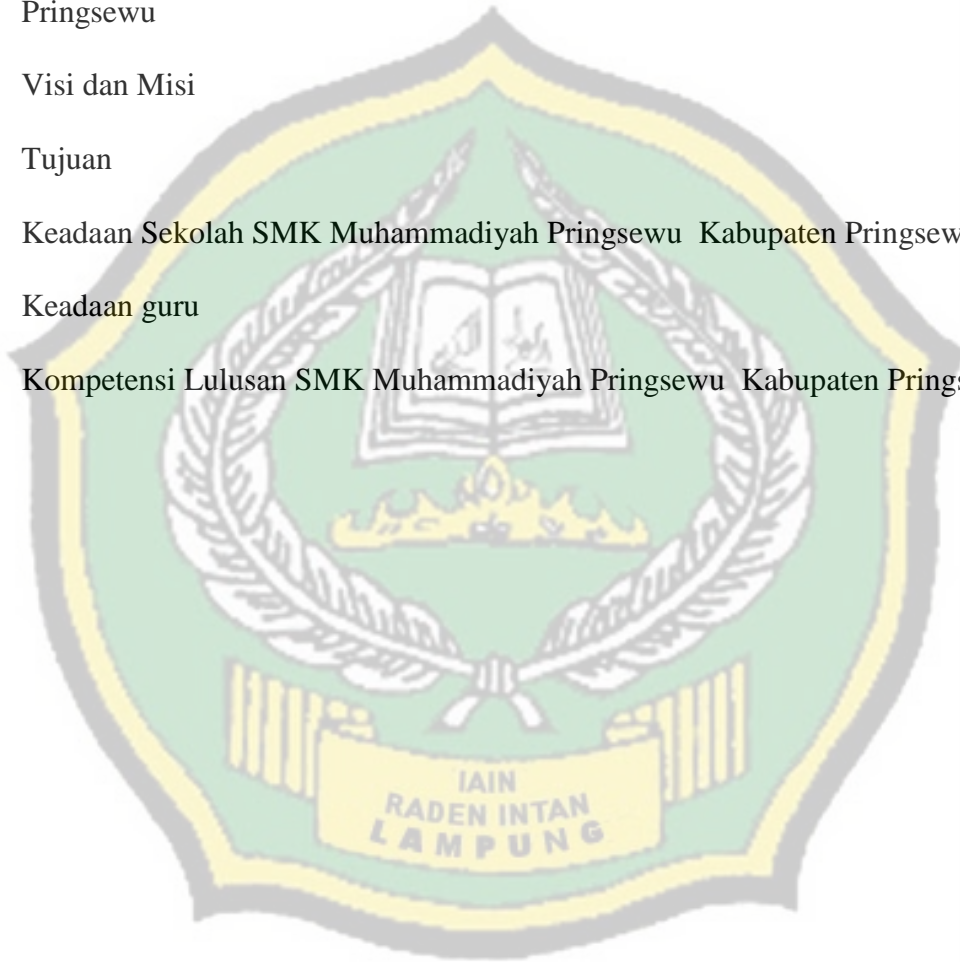 Pringsewu
Visi dan Misi
Tujuan
Keadaan Sekolah SMK Muhammadiyah Pringsewu Kabupaten Pringsew
Keadaan guru
Kompetensi Lulusan SMK Muhammadiyah Pringsewu Kabupaten Prings
IAIN
RADEN INTAN
LAMPUNG